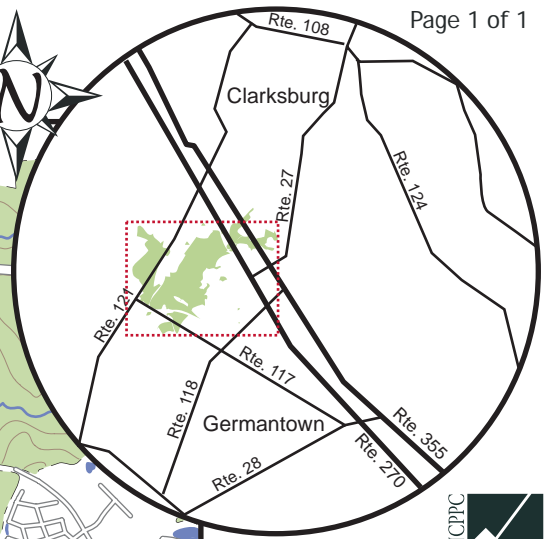 Page 1 of 1
Rte. 108
N
Clarksburg
Rte. 27
Rte. 124
Rte. 121
Rte. 117
Rte. 118
Germantown
Rte. 355
Rte. 28
Rte. 270